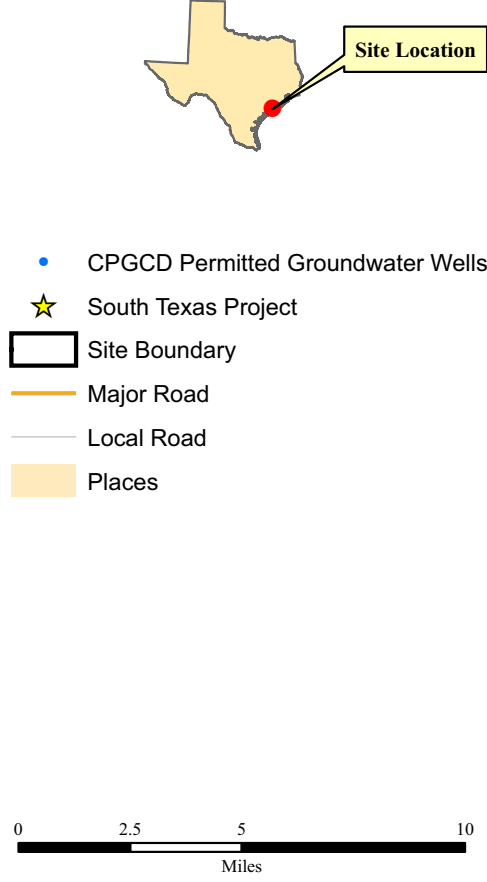 Site Location
CPGCD Permitted Groundwater Wells
South Texas Project
Site Boundary
Major Road
Local Road
Places
0 2.5 5 10
Miles